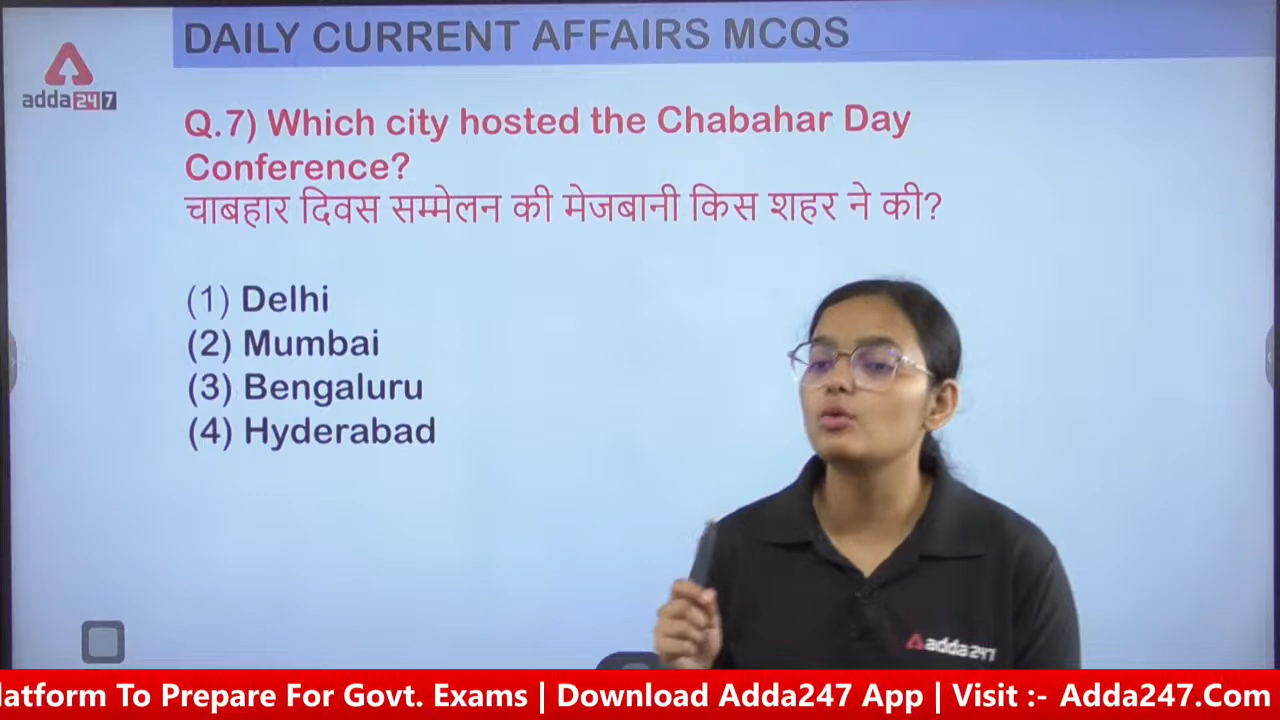 DAILY CURRENT AFFAIRS MCQS
adda247
Q.7) Which city hosted the Chabahar Day
Conference?
चाबहार दिवस सम्मेलन की मेजबानी किस शहर ने की?
(1) Delhi
(2) Mumbai
(3) Bengaluru
(4) Hyderabad
adda247
latform To Prepare For Govt. Exams | Download Adda247 App | Visit :- Adda247.Com